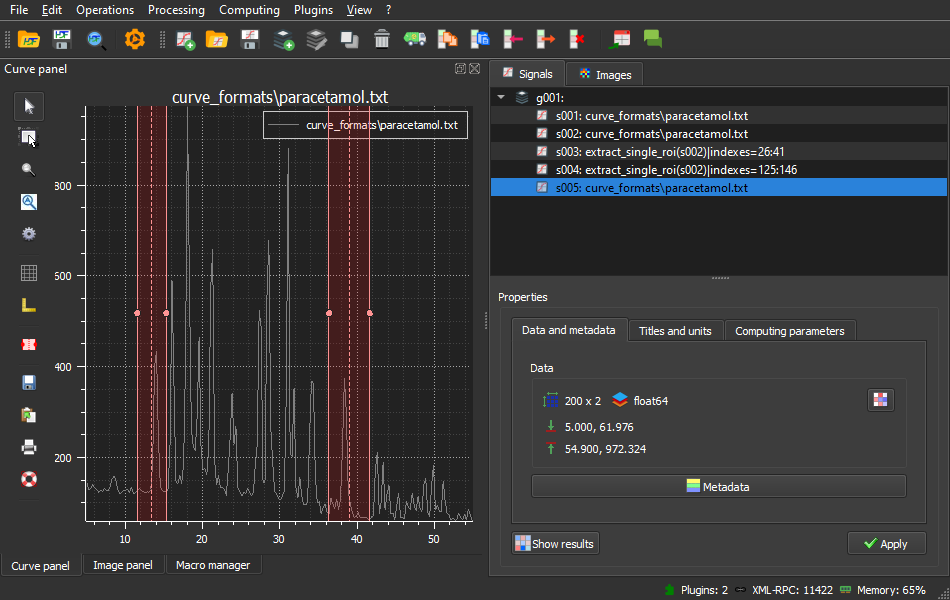 File Edit Operations Processing Computing Plugins View ?
Curve panel
curve_formats\paracetamol.txt
curve_formats\paracetamol.txt
800
600
400
200
10 20 30 40 50
Curve panel Image panel Macro manager
Signals Images
g001:
s001: curve_formats\paracetamol.txt
s002: curve_formats\paracetamol.txt
s003: extract_single_roi(s002)|indexes=26:41
s004: extract_single_roi(s002)|indexes=125:146
s005: curve_formats\paracetamol.txt
Properties
Data and metadata Titles and units Computing parameters
Data
200 x 2 float64
5.000, 61.976
54.900, 972.324
Metadata
Show results Apply
Plugins: 2 XML-RPC: 11422 Memory: 65%